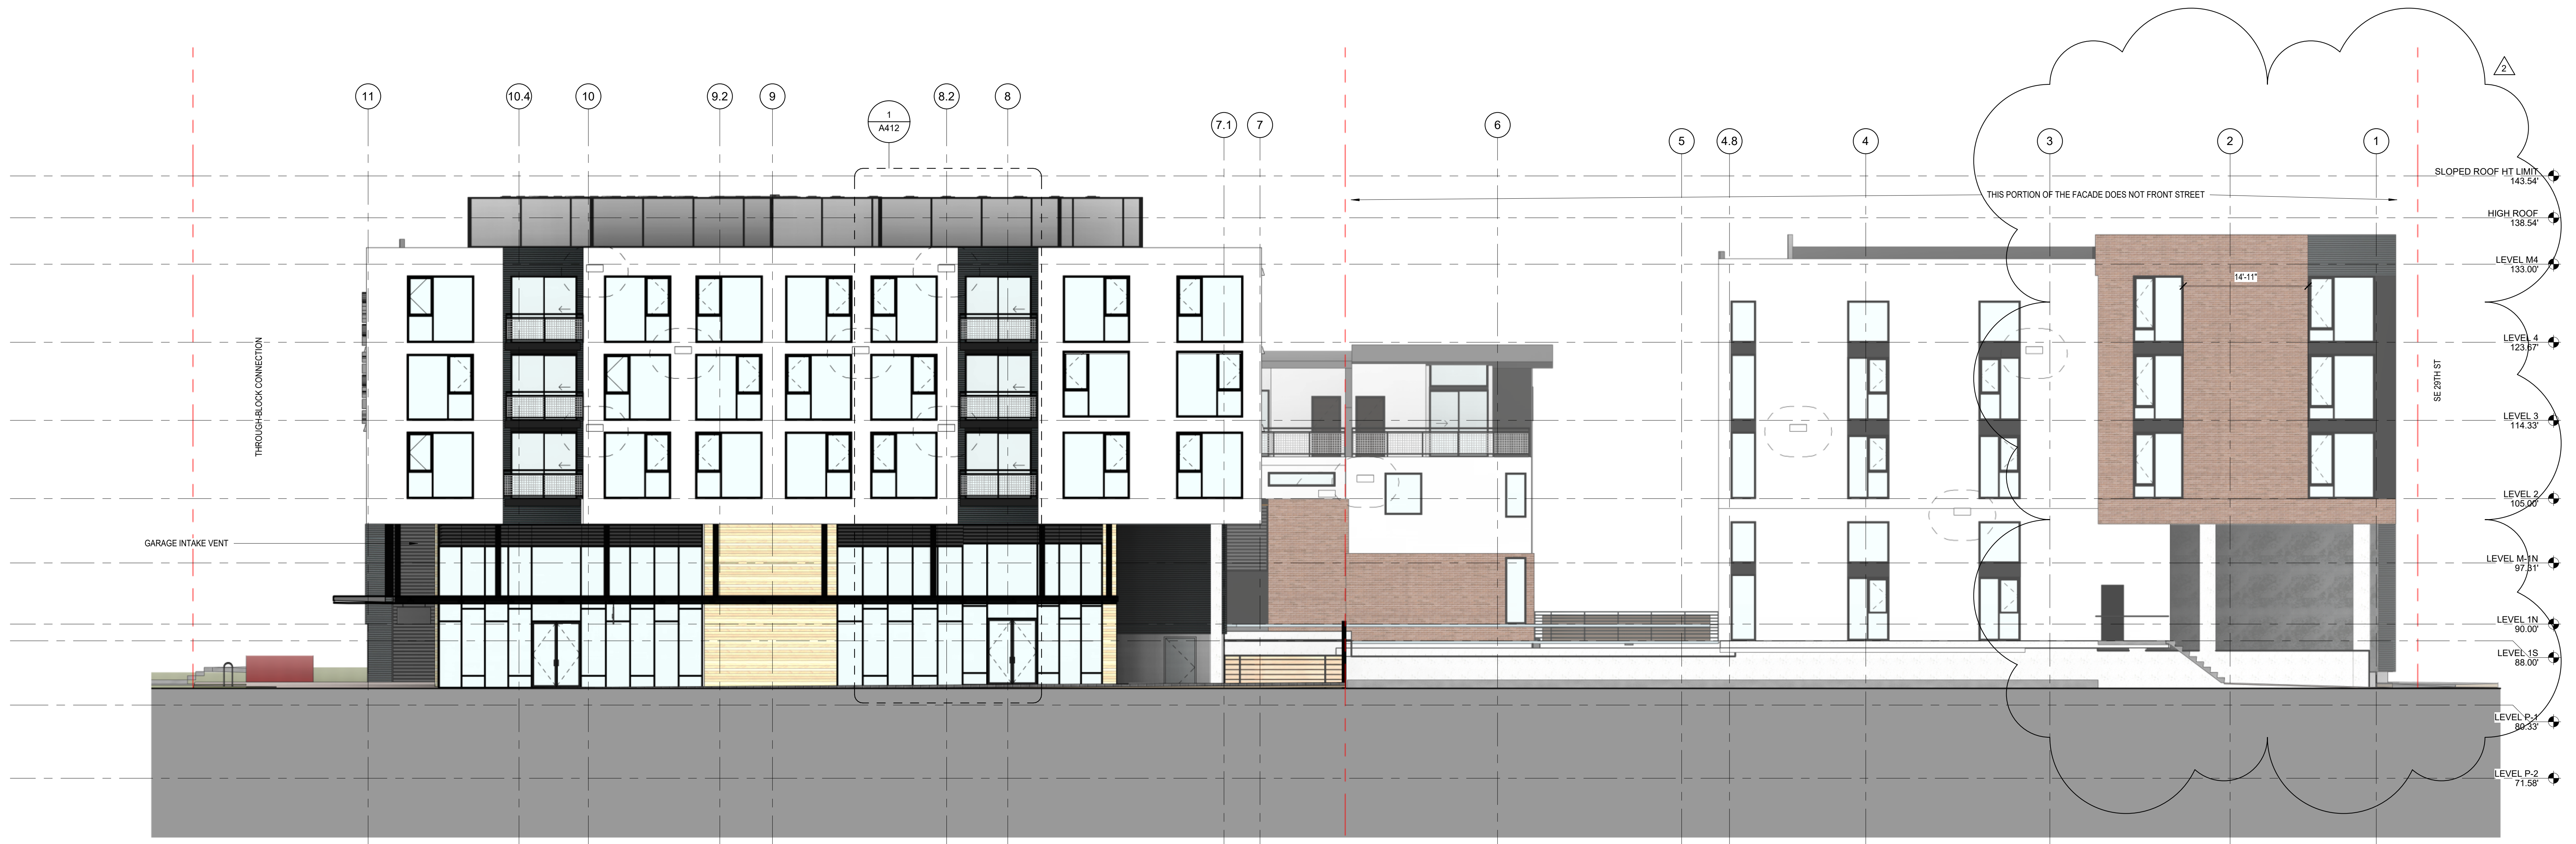 2
11
10.4
10
9.2
9
1
A412
8.2
8
7.1
7
6
5
4.8
4
3
2
1
SLOPED ROOF HT LIMIT
143.54'
THIS PORTION OF THE FACADE DOES NOT FRONT STREET
HIGH ROOF
138.54'
LEVEL M4
133.00'
14'-11"
LEVEL 4
123.67'
THROUGH-BLOCK CONNECTION
SE 29TH ST
LEVEL 3
114.33'
LEVEL 2
105.00'
GARAGE INTAKE VENT
LEVEL M-1N
97.31'
LEVEL 1N
90.00'
LEVEL 1S
88.00'
LEVEL P-1
80.33'
LEVEL P-2
71.58'